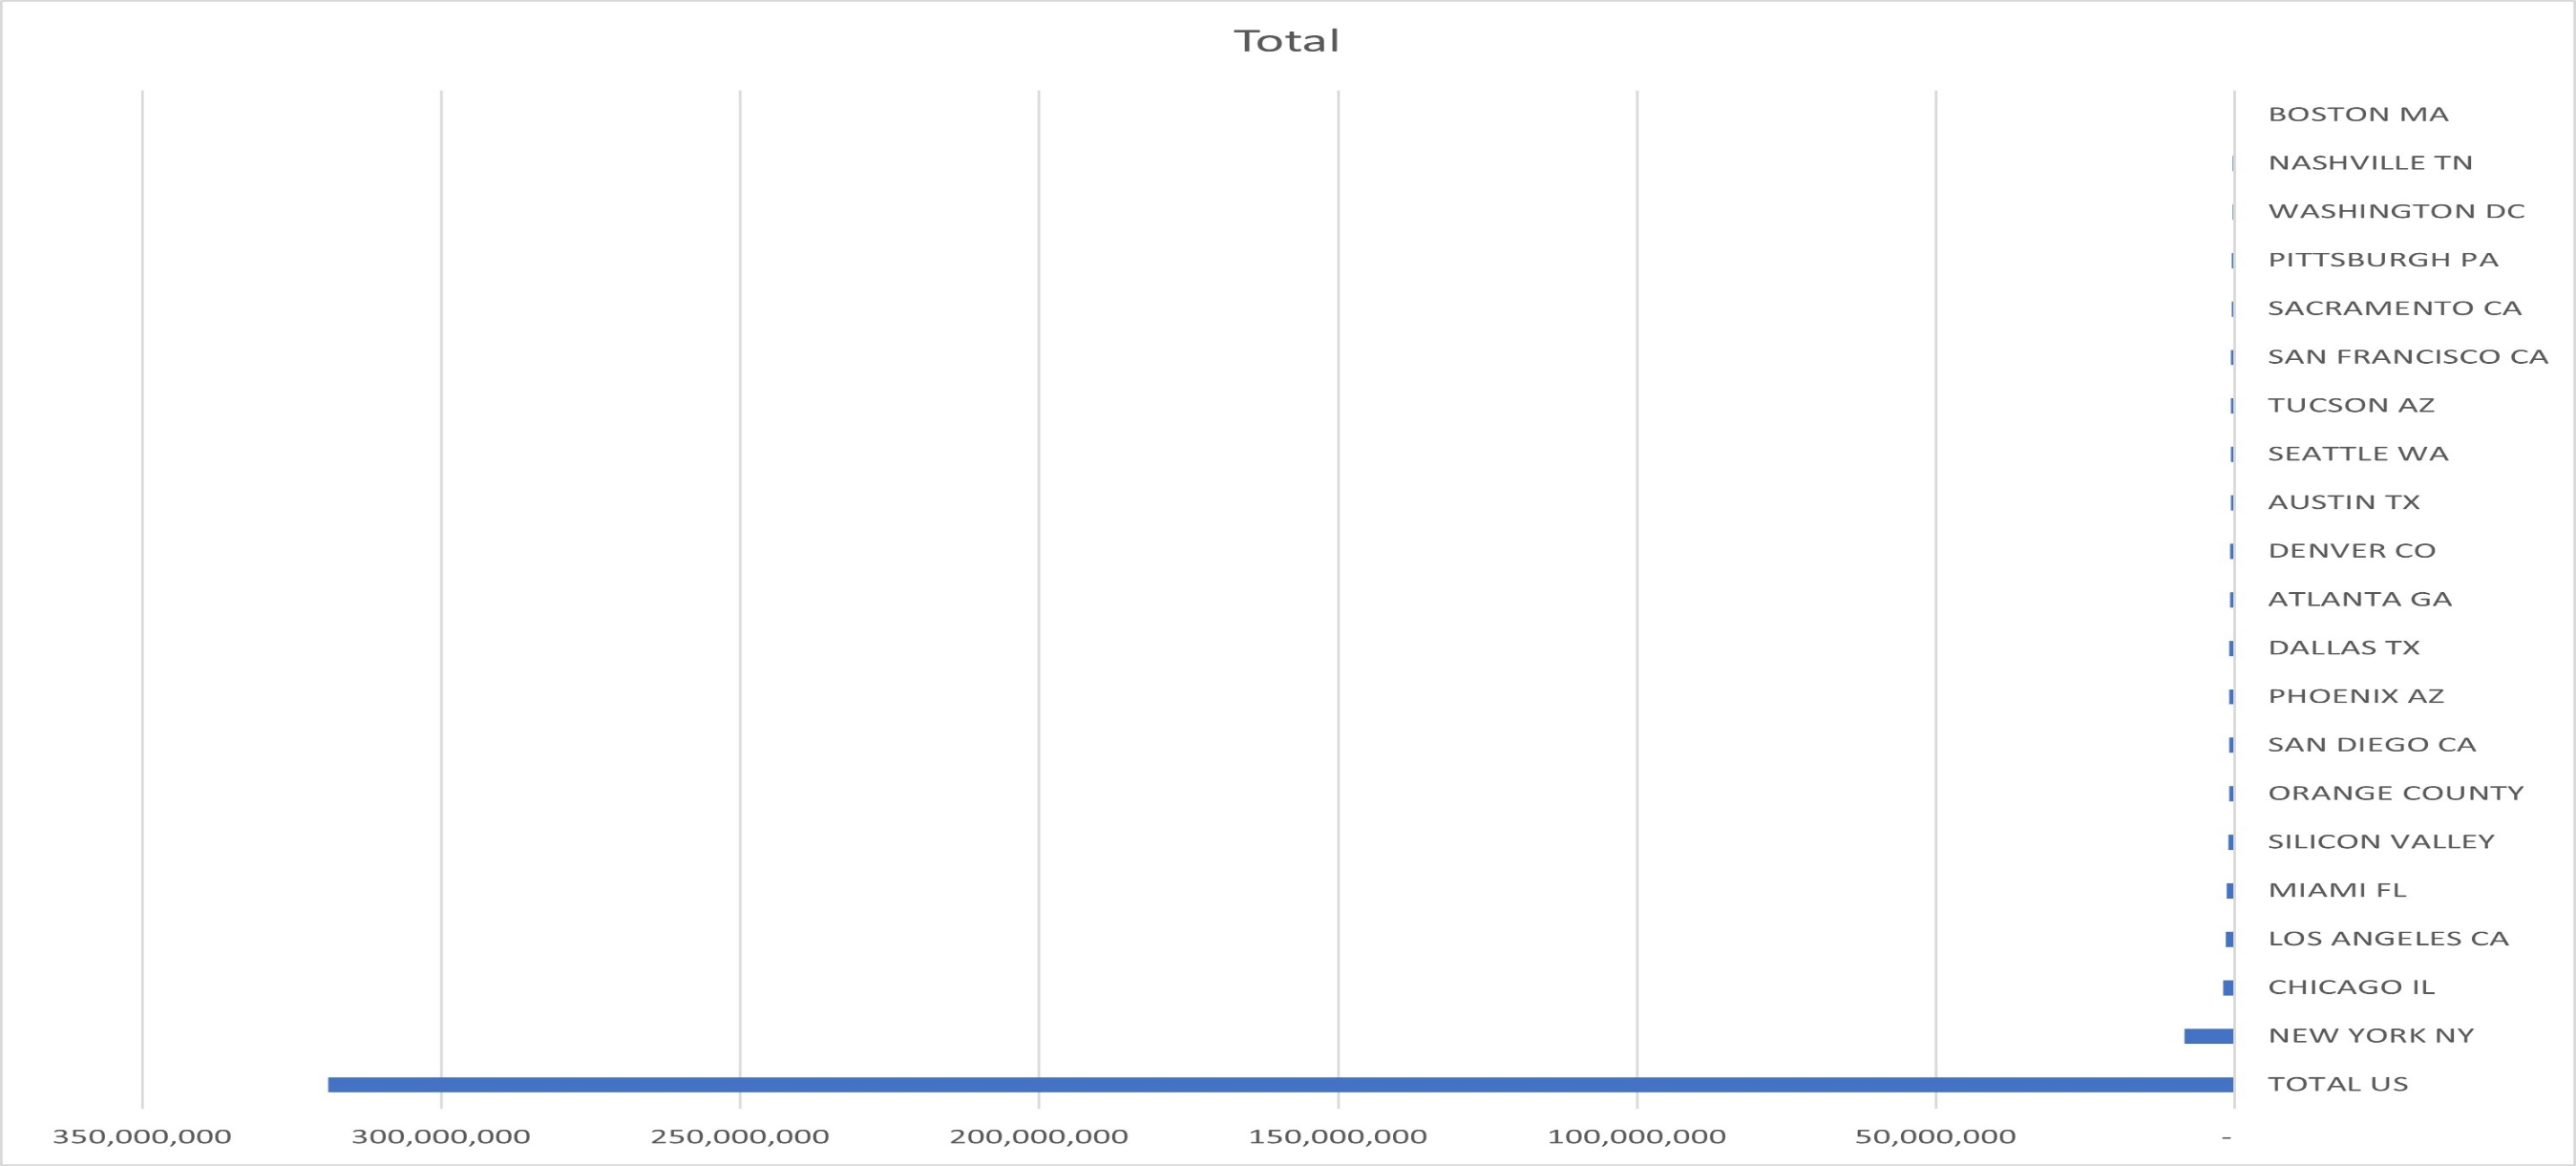 Total
BOSTON MA
NASHVILLE TN
WASHINGTON DC
PITTSBURGH PA
SACRAMENTO CA
SAN FRANCISCO CA
TUCSON AZ
SEATTLE WA
AUSTIN TX
DENVER CO
ATLANTA GA
DALLAS TX
PHOENIX AZ
SAN DIEGO CA
ORANGE COUNTY
SILICON VALLEY
MIAMI FL
LOS ANGELES CA
CHICAGO IL
NEW YORK NY
TOTAL US
350,000,000 300,000,000 250,000,000 200,000,000 150,000,000 100,000,000 50,000,000 -